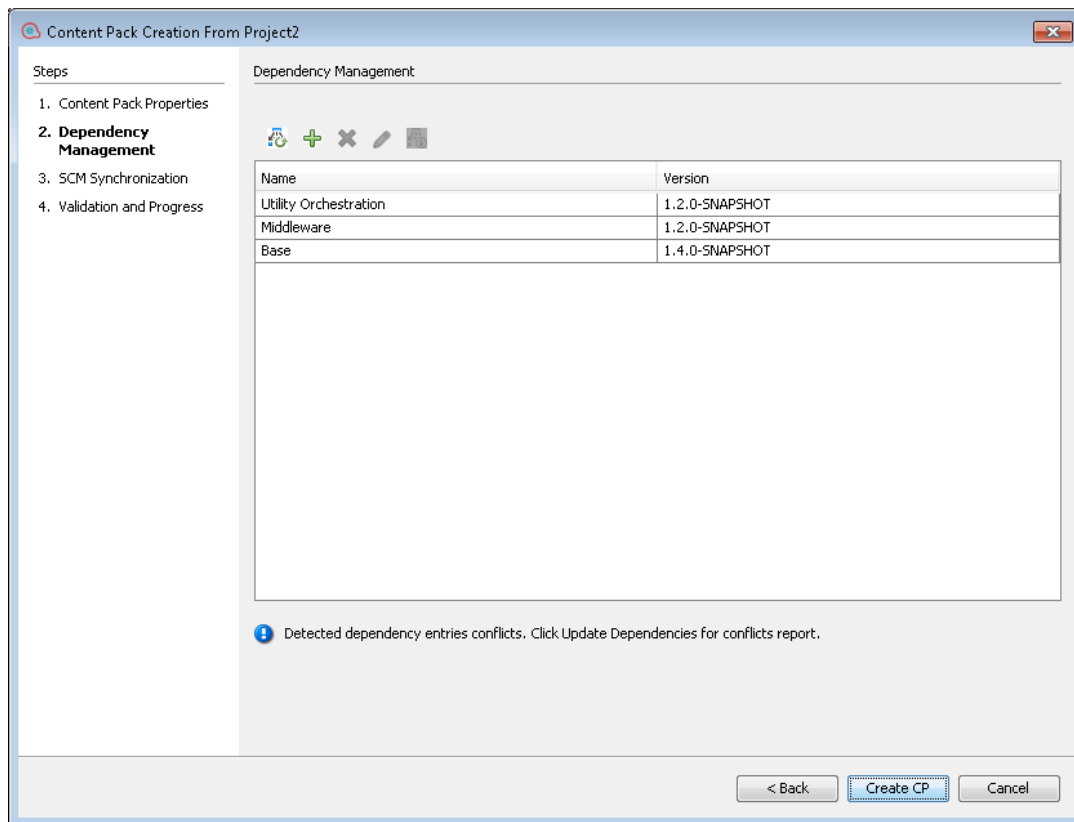 Content Pack Creation From Project2
Steps
1. Content Pack Properties
2. Dependency
Management
3. SCM Synchronization
4. Validation and Progress
Dependency Management
Name Version
Utility Orchestration 1.2.0-SNAPSHOT
Middleware 1.2.0-SNAPSHOT
Base 1.4.0-SNAPSHOT
Detected dependency entries conflicts. Click Update Dependencies for conflicts report.
< Back Create CP Cancel